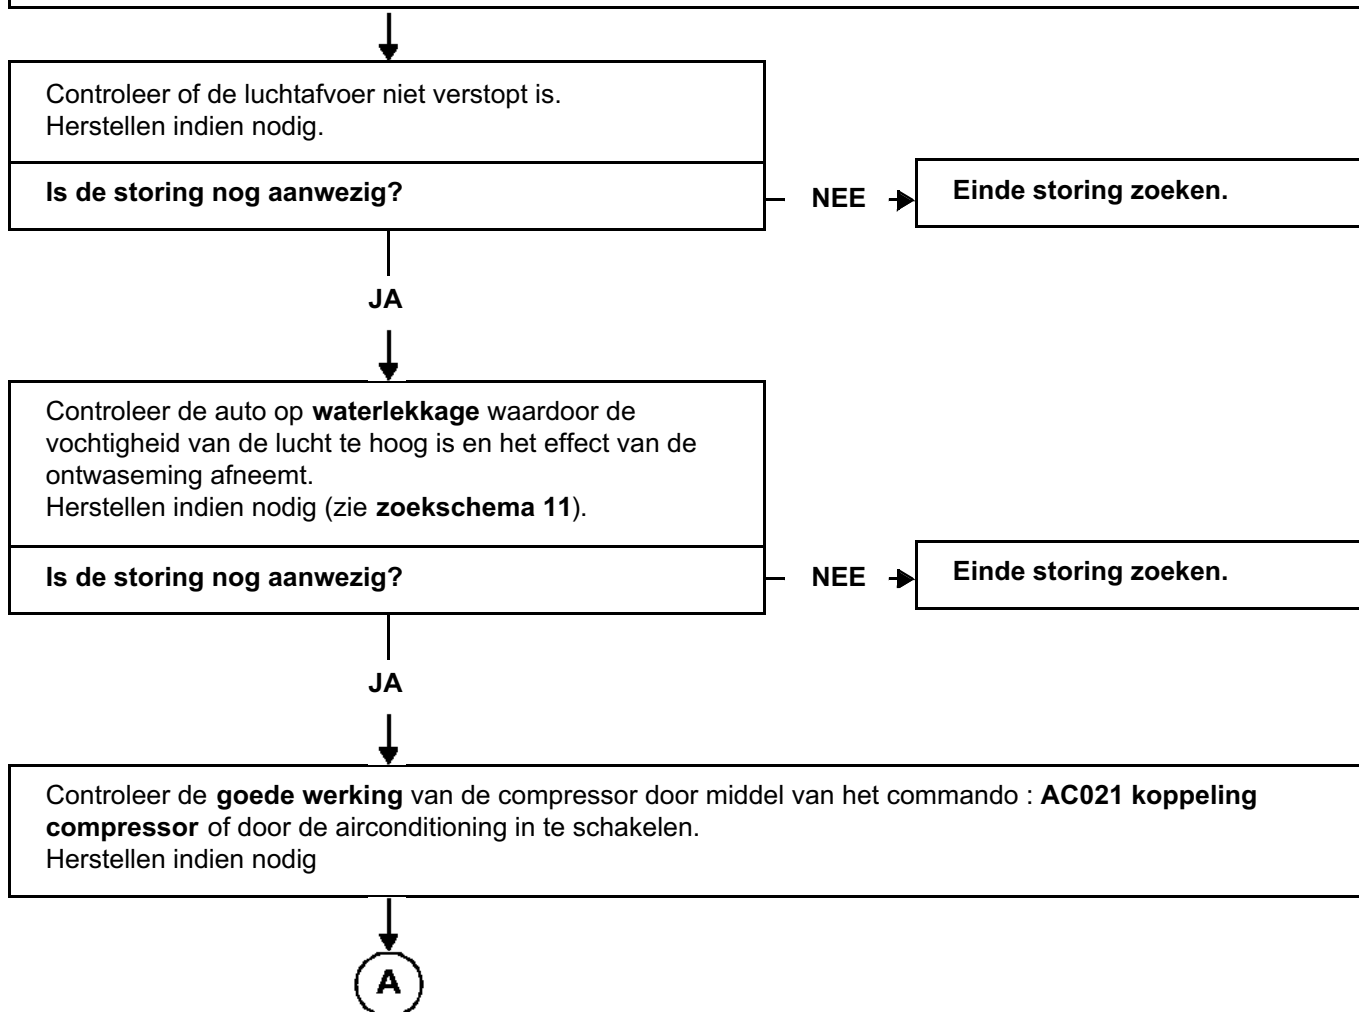 Controleer of de luchtafvoer niet verstopt is.
Herstellen indien nodig.
Is de storing nog aanwezig?
NEE
Einde storing zoeken.
JA
Controleer de auto op waterlekkage waardoor de
vochtigheid van de lucht te hoog is en het effect van de
ontwaseming afneemt.
Herstellen indien nodig (zie zoekschema 11).
Is de storing nog aanwezig?
NEE
Einde storing zoeken.
JA
Controleer de goede werking van de compressor door middel van het commando : AC021 koppeling
compressor of door de airconditioning in te schakelen.
Herstellen indien nodig
A